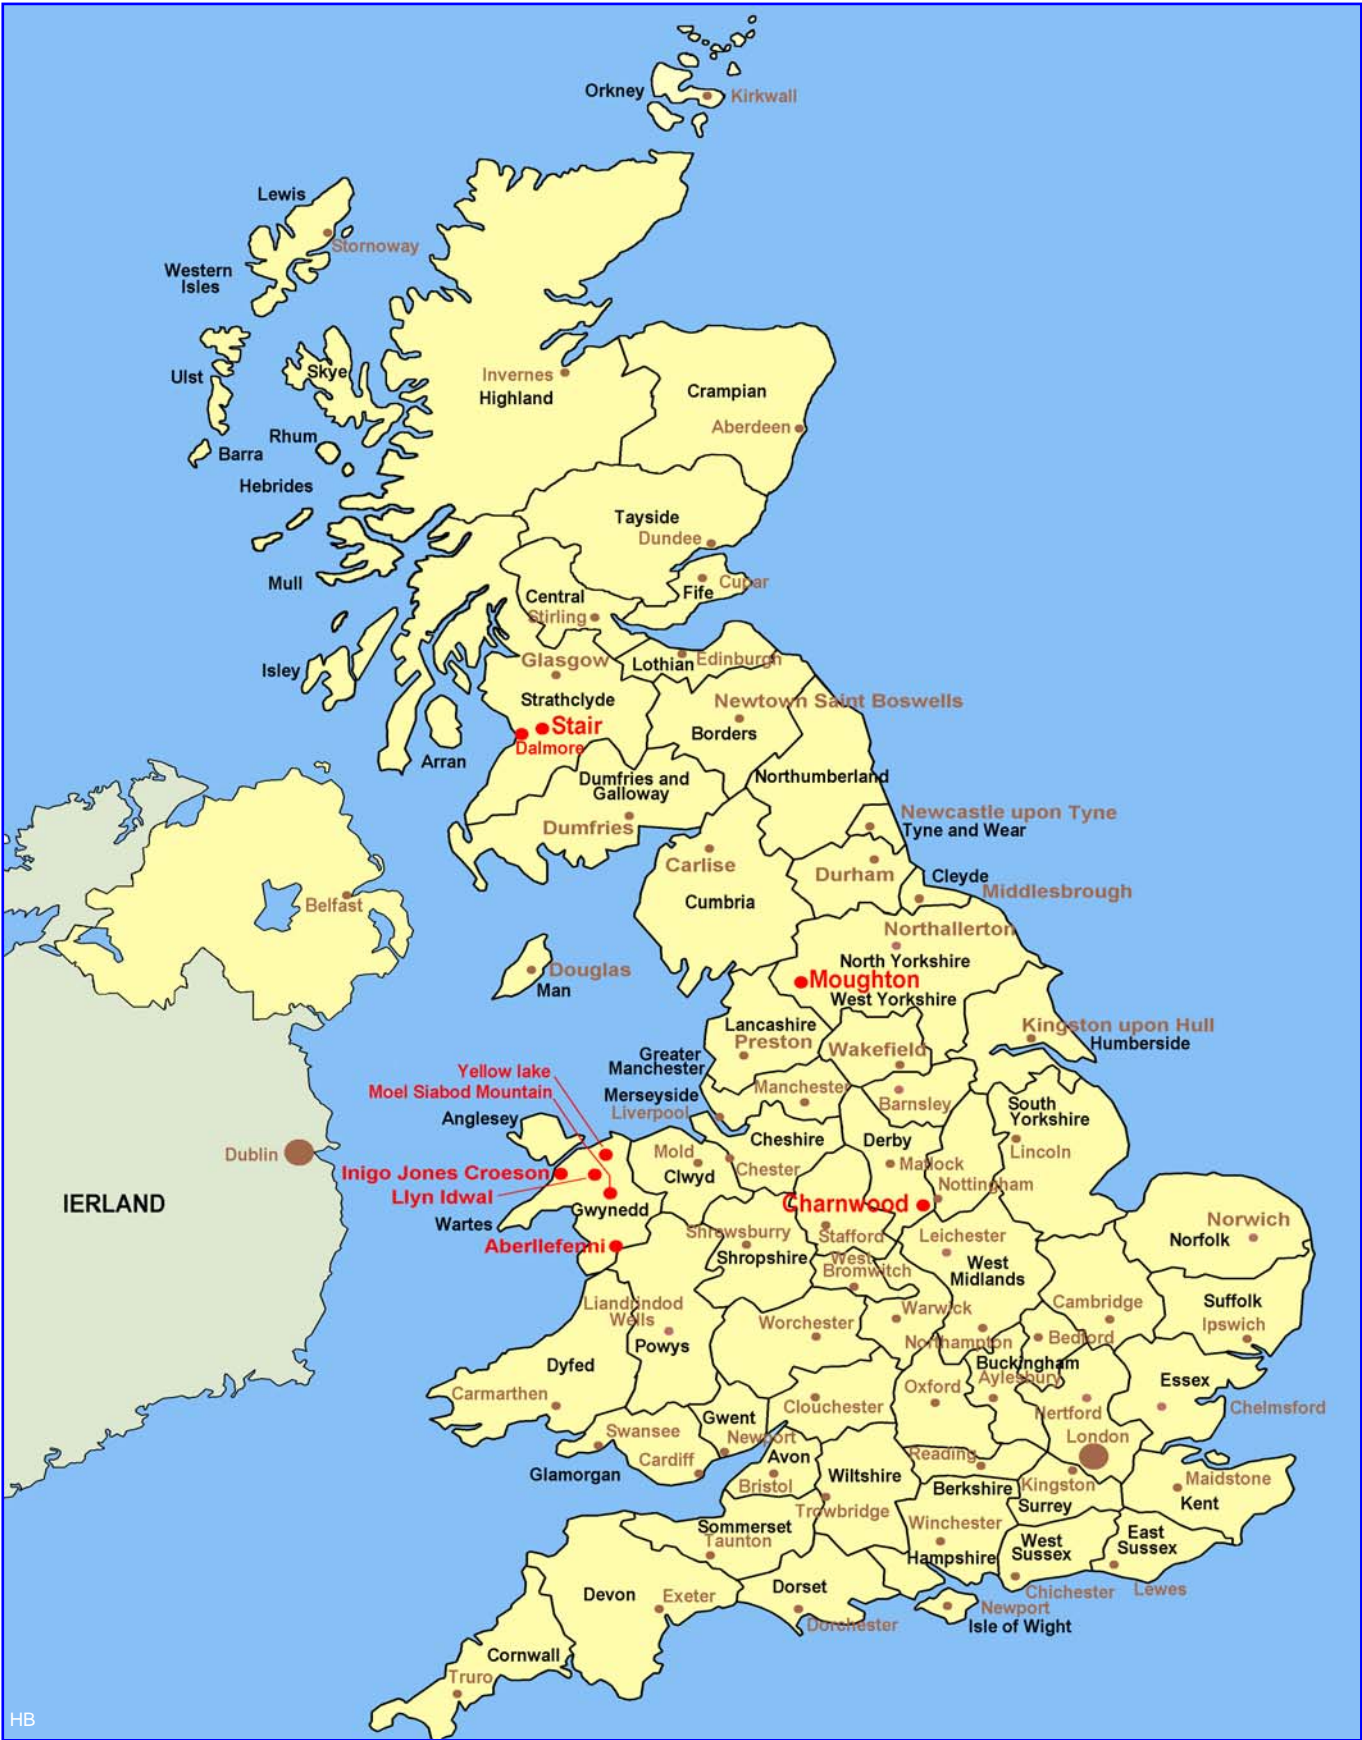 Orkney
Kirkwall
Lewis
Stornoway
Western
Isles
Ulst
Skye
Invernes
Highland
Crampian
Aberdeen
Rhum
Barra
Hebrides
Tayside
Dundee
Mull
Central
Stirling
Fife
Cupar
Isley
Glasgow
Lothian
Edinburgh
Strathclyde
Newtown Saint Boswells
Stair
Dalmore
Borders
Arran
Dumfries and
Galloway
Northumberland
Dumfries
Newcastle upon Tyne
Tyne and Wear
Carlise
Durham
Cleyde
Middlesbrough
Cumbria
Belfast
Northallerton
North Yorkshire
Douglas
Man
Moughton
West Yorkshire
Lancashire
Preston
Wakefield
Kingston upon Hull
Humberside
Greater
Manchester
Yellow lake
Moel Siabod Mountain
Manchester
Merseyside
Liverpool
Barnsley
South
Yorkshire
Anglesey
Cheshire
Derby
Lincoln
Dublin
Mold
Clwyd
Chester
Matlock
Inigo Jones Croeson
Llyn Idwal
Nottingham
IERLAND
Wartes
Gwynedd
Charnwood
Shrewsburry
Stafford
Leichester
Norwich
Norfolk
Aberllefenni
Shropshire
West
Bromwitch
West
Midlands
Liandrindod
Wells
Powys
Worchester
Warwick
Northampton
Cambridge
Bedford
Suffolk
Ipswich
Dyfed
Buckingham
Aylesbury
Essex
Carmarthen
Clouchester
Oxford
Nertford
Chelmsford
Gwent
Newport
Swansee
Cardiff
Glamorgan
Avon
Bristol
Wiltshire
Trowbridge
Reading
London
Berkshire
Kingston
Surrey
Maidstone
Kent
Sommerset
Taunton
Winchester
Hampshire
West
Sussex
East
Sussex
Devon
Exeter
Dorset
Dorchester
Chichester
Lewes
Newport
Isle of Wight
Cornwall
Truro
HB